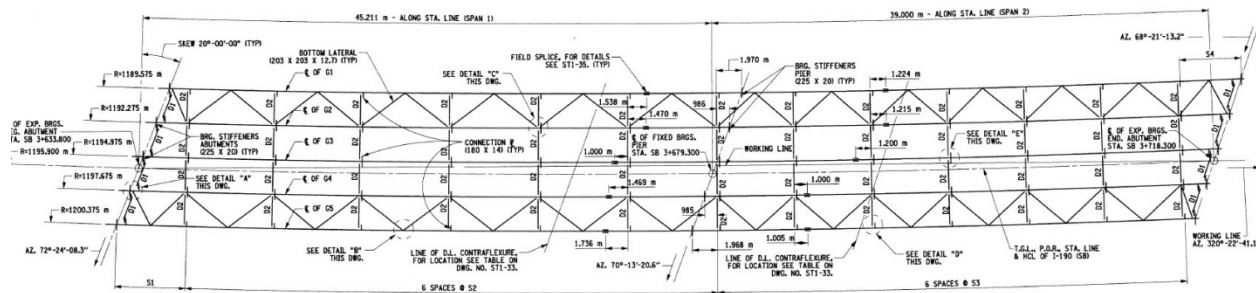 45.211 m - ALONG STA. LINE (SPAN 1)
39.000 m - ALONG STA. LINE (SPAN 2)
AZ. 68°-21'-13.2"
SKEW 20°-00'-00" (TYP)
BOTTOM LATERAL
(203 X 203 X 12.7) (TYP)
FIELD SPLICE, FOR DETAILS
SEE ST1-35. (TYP)
1.970 m
BRG. STIFFENERS
PIER
(225 X 20) (TYP)
S4
R=1189.575 m
℄ OF G1
SEE DETAIL "C"
THIS DWG.
1.224 m
D1
R=1192.275 m
℄ OF G2
1.538 m
1.470 m
986
1.215 m
OF EXP. BRGS.
ABUTMENT
STA. SB 3+633.800
R=1194.975 m
R=1195.900 m
BRG. STIFFENERS
ABUTMENTS
(225 X 20) (TYP)
℄ OF G3
CONNECTION ℄
(180 X 14) (TYP)
1.000 m
℄ OF FIXED BRGS.
PIER
STA. SB 3+679.300
WORKING LINE
1.200 m
SEE DETAIL "E"
THIS DWG.
℄ OF EXP. BRGS.
END. ABUTMENT
STA. SB 3+718.300
R=1197.675 m
SEE DETAIL "A"
THIS DWG.
℄ OF G4
1.469 m
1.000 m
D1
D2
R=1200.375 m
℄ OF G5
985
AZ. 72°-24'-08.3"
SEE DETAIL "B"
THIS DWG.
LINE OF D.L. CONTRAFLEXURE,
FOR LOCATION SEE TABLE ON
DWG. NO. ST1-33.
1.736 m
AZ. 70°-13'-20.6"
1.968 m
1.005 m
LINE OF D.L. CONTRAFLEXURE,
FOR LOCATION SEE TABLE ON
DWG. NO. ST1-33.
SEE DETAIL "D"
THIS DWG.
T.G.L., P.O.R., STA. LINE
& HCL OF I-190 (SB)
WORKING LINE
AZ. 320°-22'-41.1
S1
6 SPACES @ S2
6 SPACES @ S3